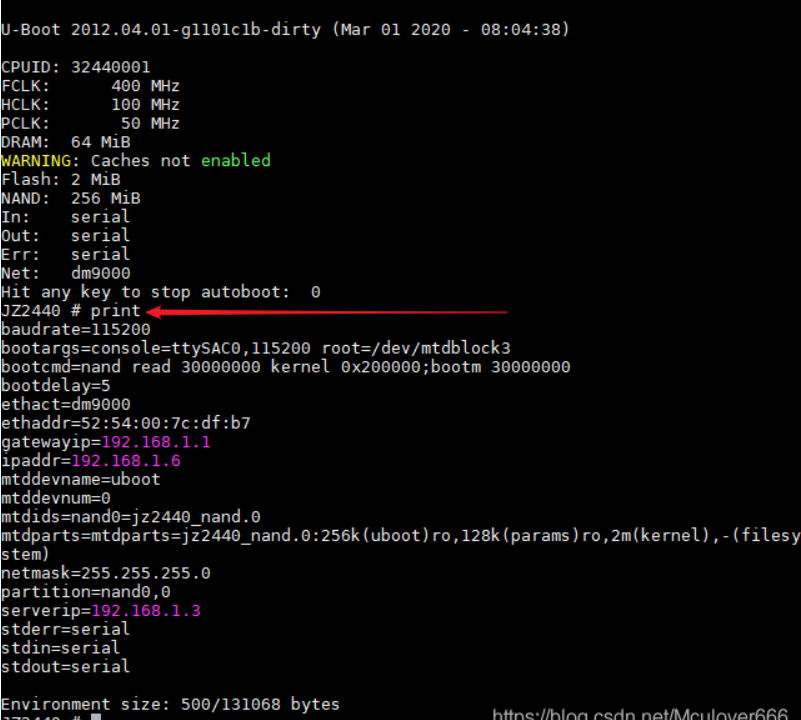 U-Boot 2012.04.01-g1101c1b-dirty (Mar 01 2020 - 08:04:38)
CPUID: 32440001
FCLK:      400 MHz
HCLK:      100 MHz
PCLK:       50 MHz
DRAM:  64 MiB
WARNING: Caches not enabled
Flash: 2 MiB
NAND:  256 MiB
In:    serial
Out:   serial
Err:   serial
Net:   dm9000
Hit any key to stop autoboot:  0
JZ2440 # print
baudrate=115200
bootargs=console=ttySAC0,115200 root=/dev/mtdblock3
bootcmd=nand read 30000000 kernel 0x200000;bootm 30000000
bootdelay=5
ethact=dm9000
ethaddr=52:54:00:7c:df:b7
gatewayip=192.168.1.1
ipaddr=192.168.1.6
mtddevname=uboot
mtddevnum=0
mtdids=nand0=jz2440_nand.0
mtdparts=mtdparts=jz2440_nand.0:256k(uboot)ro,128k(params)ro,2m(kernel),-(filesy
stem)
netmask=255.255.255.0
partition=nand0,0
serverip=192.168.1.3
stderr=serial
stdin=serial
stdout=serial
Environment size: 500/131068 bytes
JZ2440 #
https://blog.csdn.net/Mculover666